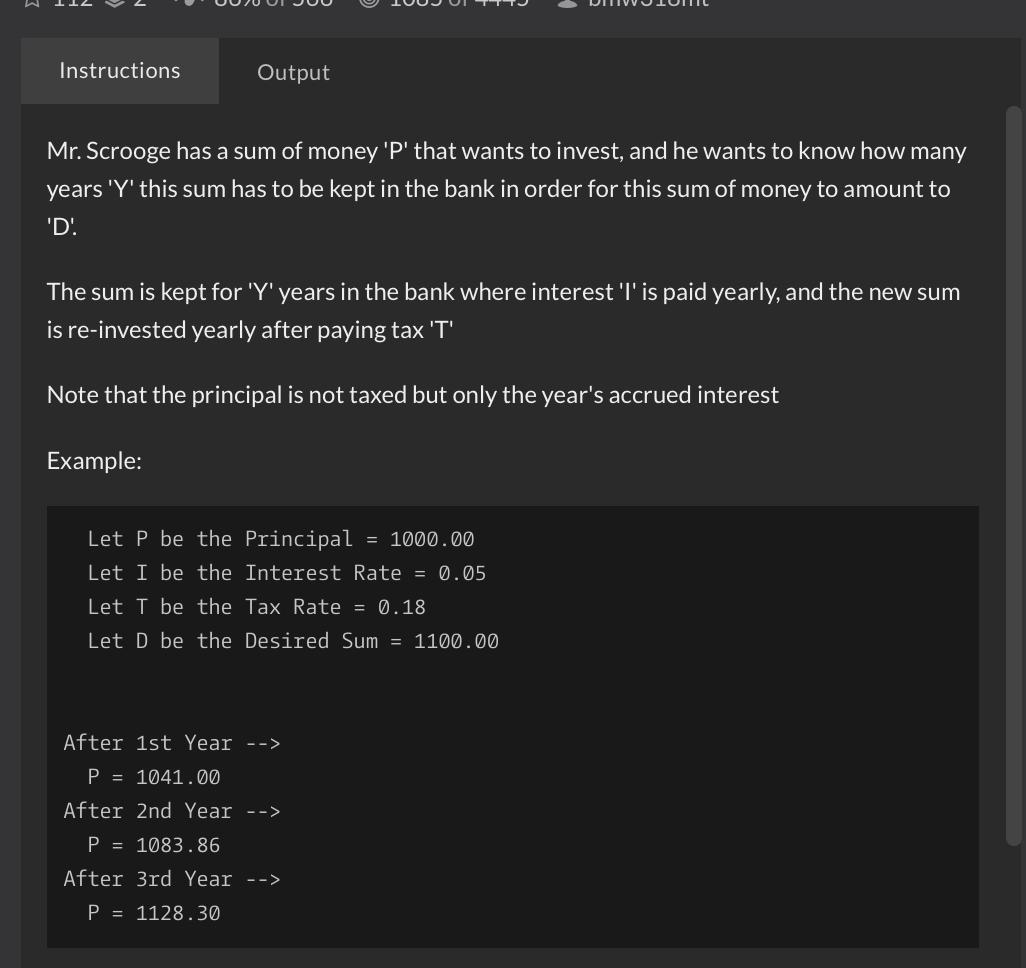 Instructions
Output
Mr. Scrooge has a sum of money 'P' that wants to invest, and he wants to know how many
years 'Y' this sum has to be kept in the bank in order for this sum of money to amount to
'D'.
The sum is kept for 'Y' years in the bank where interest 'I' is paid yearly, and the new sum
is re-invested yearly after paying tax 'T'
Note that the principal is not taxed but only the year's accrued interest
Example:
Let P be the Principal = 1000.00
Let I be the Interest Rate = 0.05
Let T be the Tax Rate = 0.18
Let D be the Desired Sum = 1100.00
After 1st Year -->
P = 1041.00
After 2nd Year -->
P = 1083.86
After 3rd Year -->
P = 1128.30